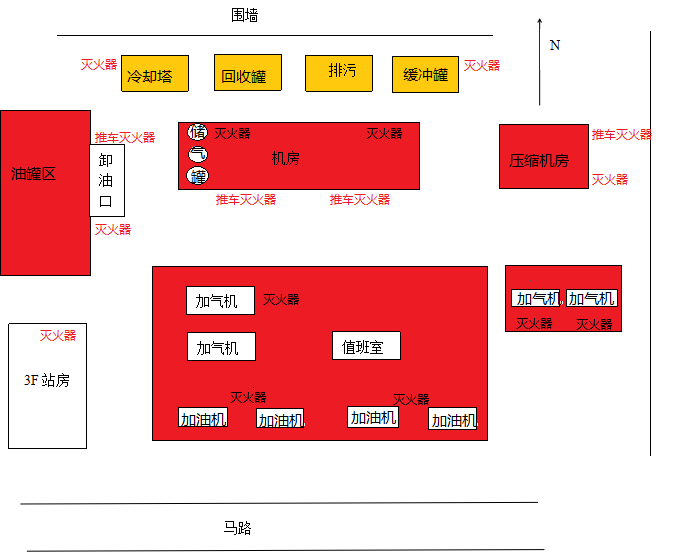 围墙
N
灭火器
冷却塔
回收罐
排污
缓冲罐
灭火器
推车灭火器
储
气
罐
灭火器
机房
灭火器
推车灭火器
油罐区
卸
油
口
压缩机房
灭火器
推车灭火器
推车灭火器
灭火器
加气机
灭火器
加气机
加气机
灭火器
灭火器
灭火器
3F 站房
加气机
值班室
灭火器
灭火器
加油机
加油机
加油机
加油机
马路